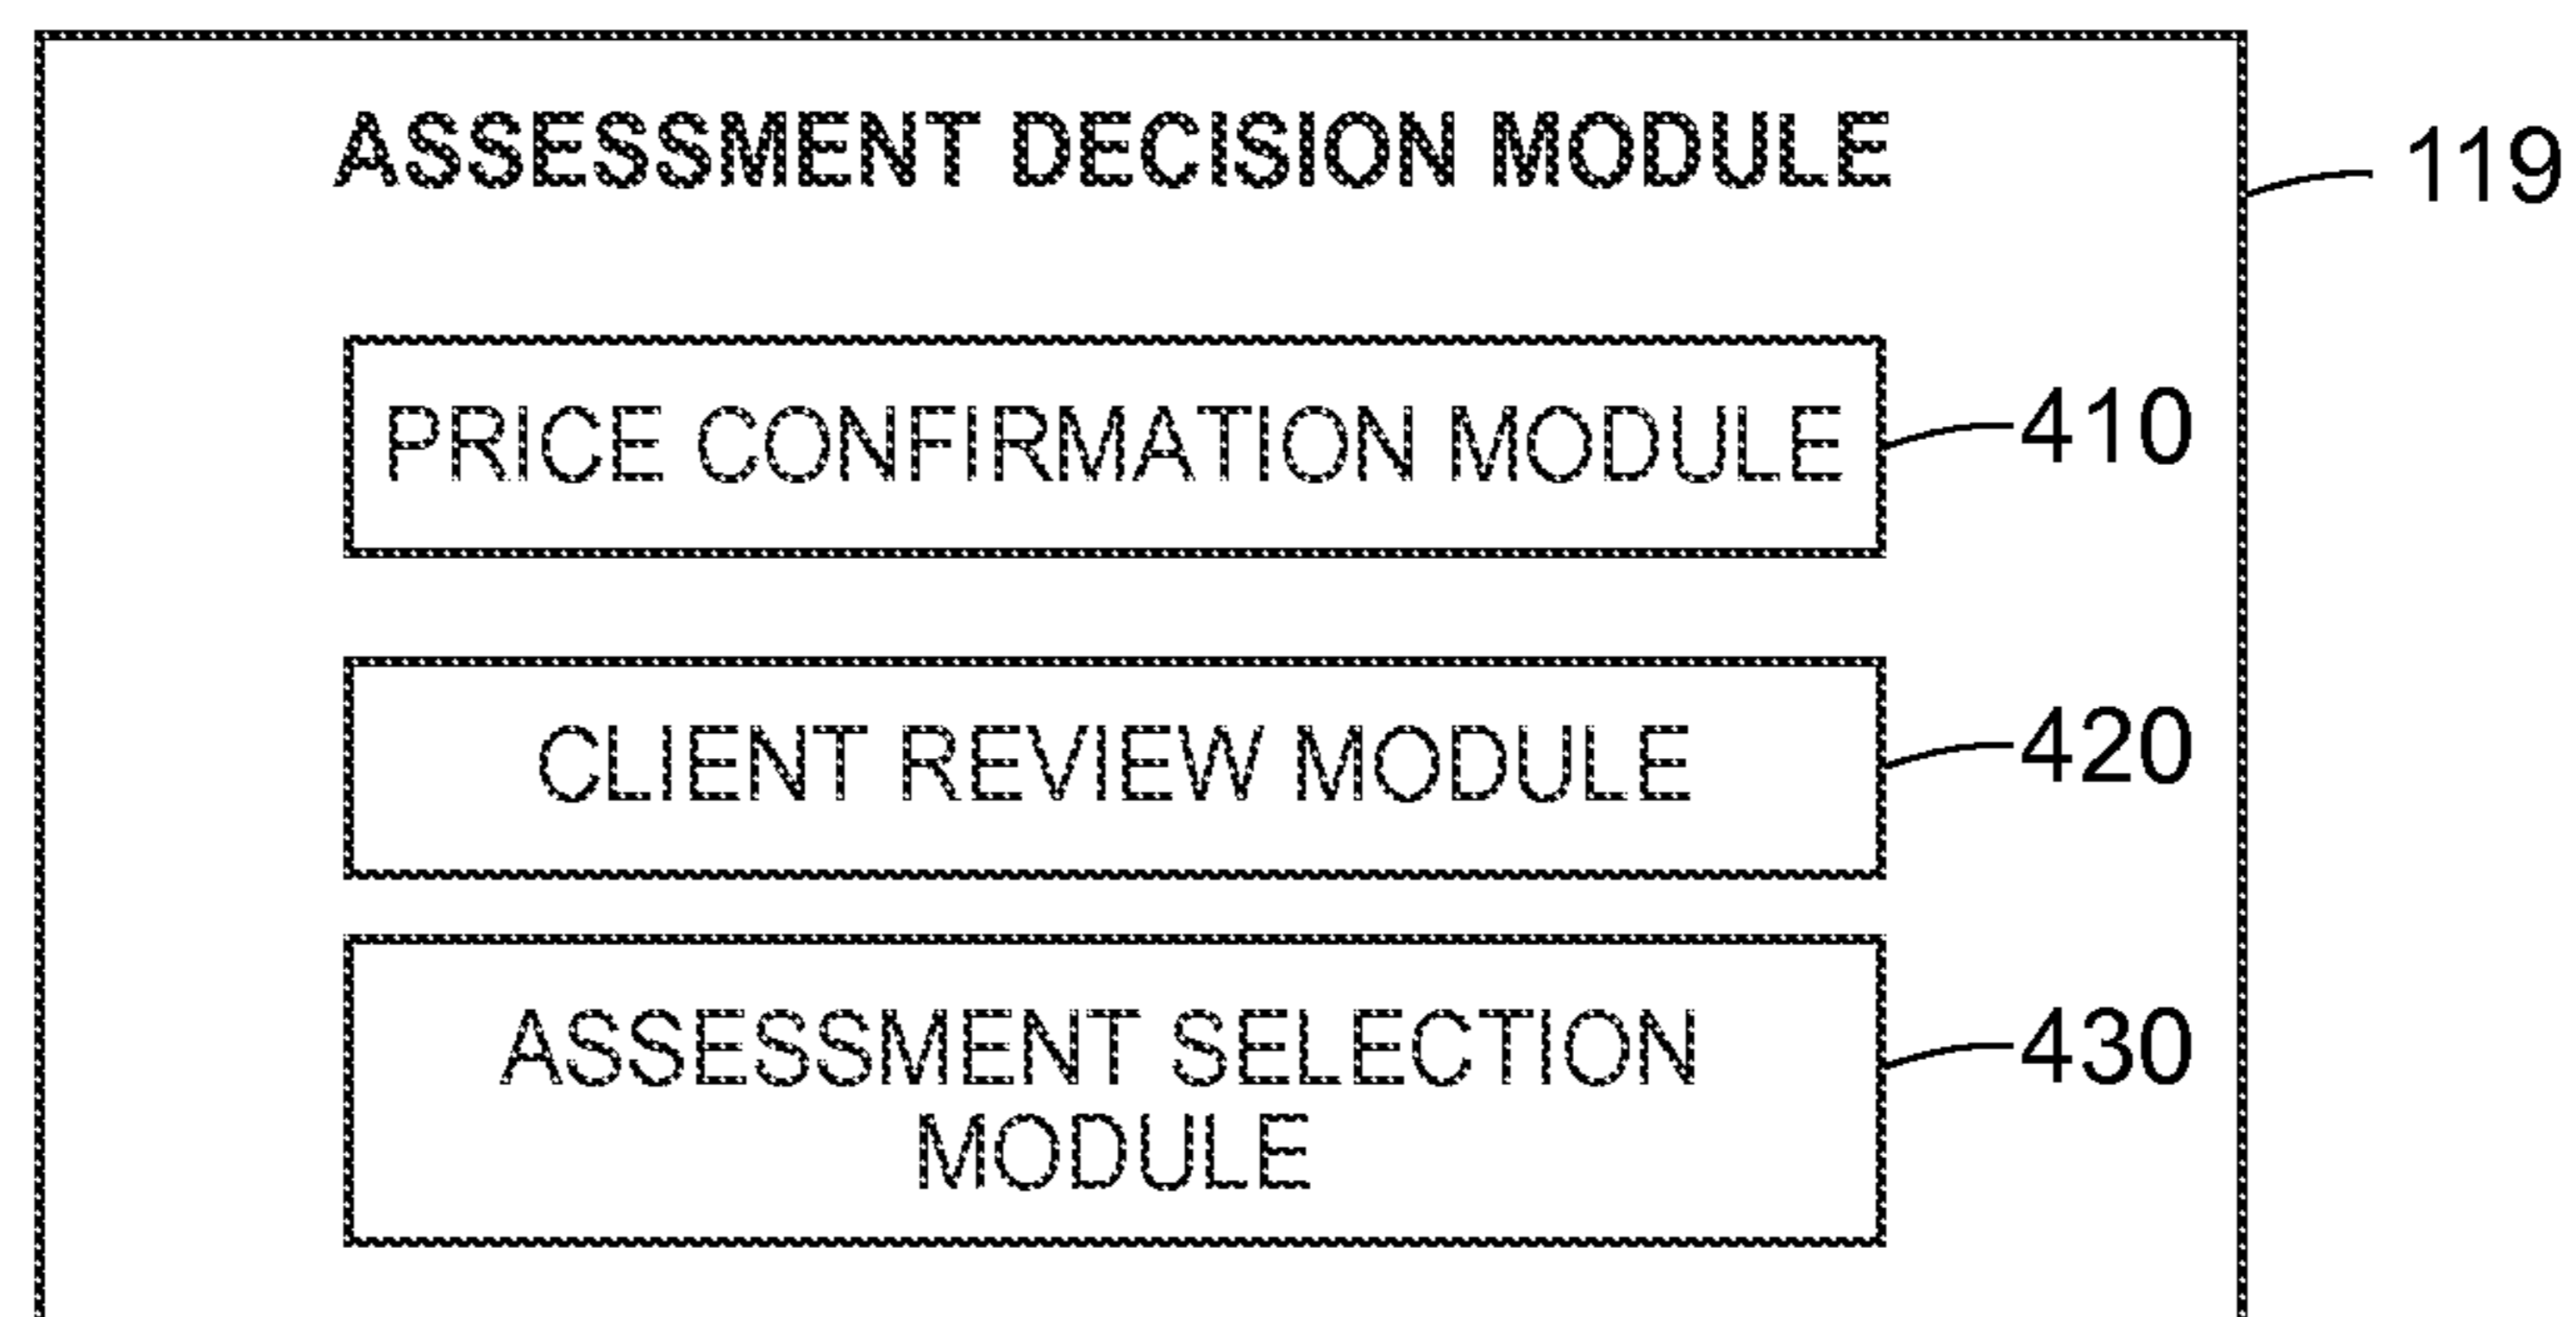 ASSESSMENT DECISION MODULE
119
PRICE CONFIRMATION MODULE
410
CLIENT REVIEW MODULE
420
ASSESSMENT SELECTION
MODULE
430